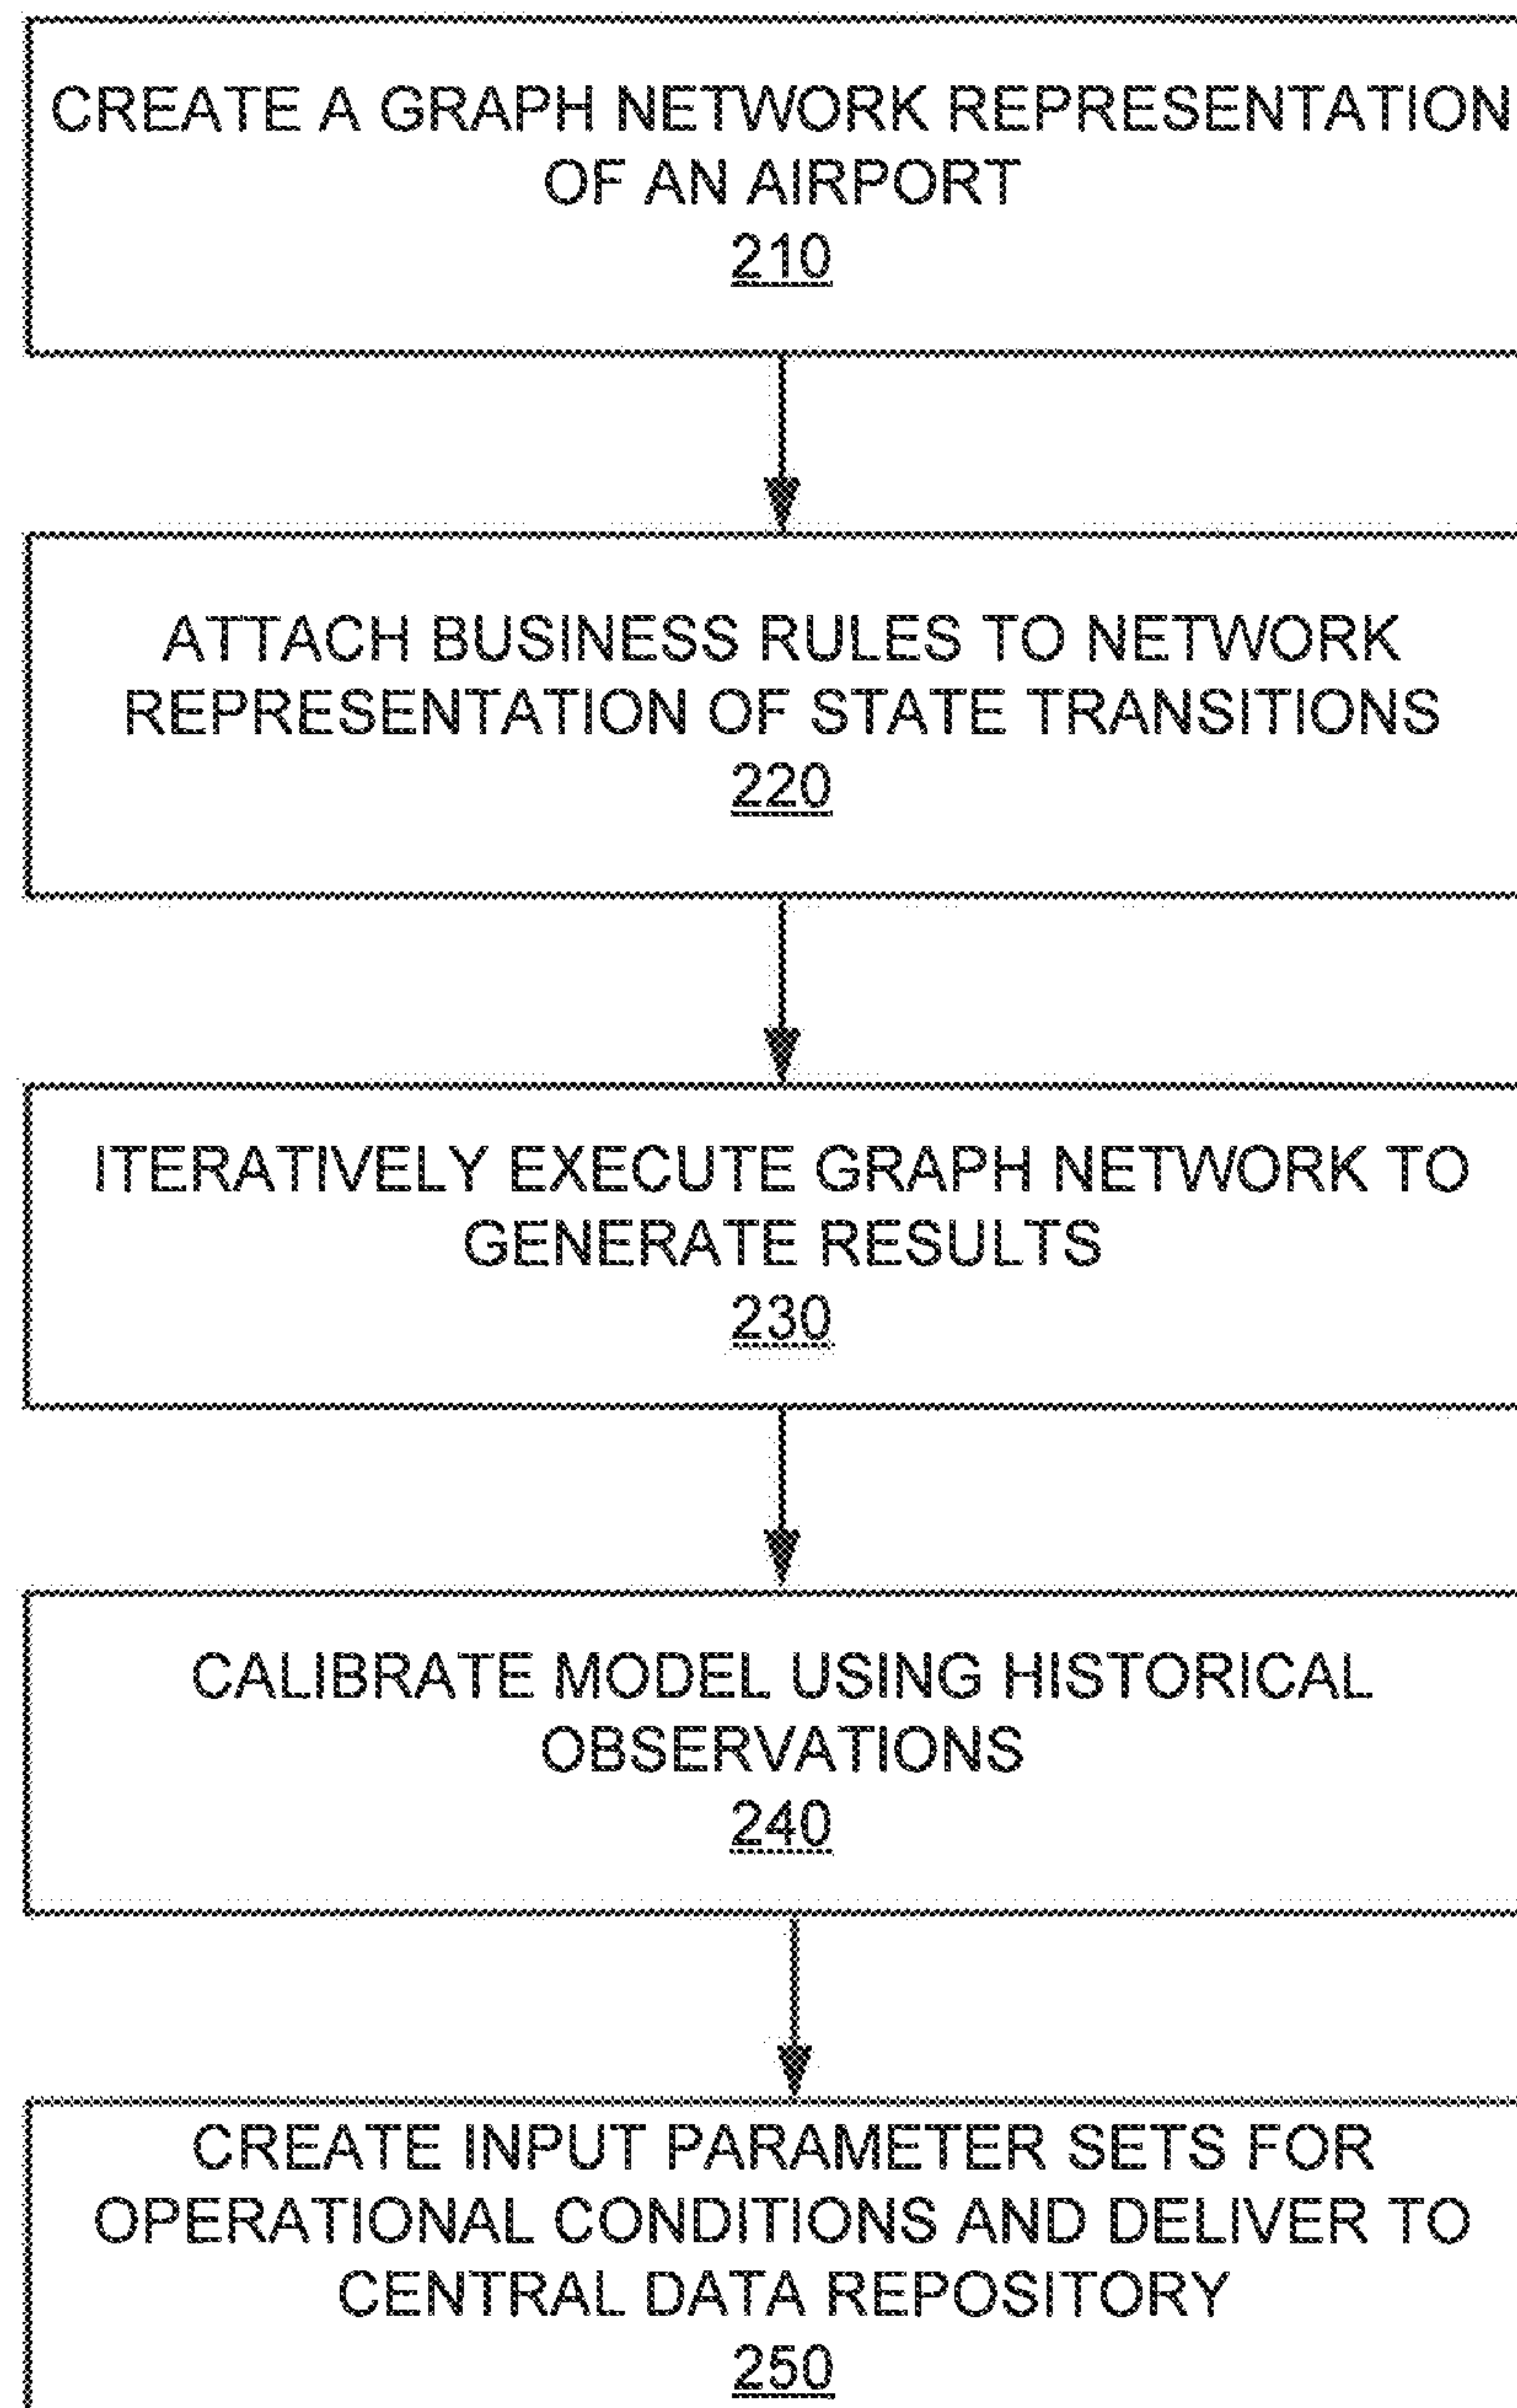 CREATE A GRAPH NETWORK REPRESENTATION
OF AN AIRPORT
210
ATTACH BUSINESS RULES TO NETWORK
REPRESENTATION OF STATE TRANSITIONS
220
ITERATIVELY EXECUTE GRAPH NETWORK TO
GENERATE RESULTS
230
CALIBRATE MODEL USING HISTORICAL
OBSERVATIONS
240
CREATE INPUT PARAMETER SETS FOR
OPERATIONAL CONDITIONS AND DELIVER TO
CENTRAL DATA REPOSITORY
250